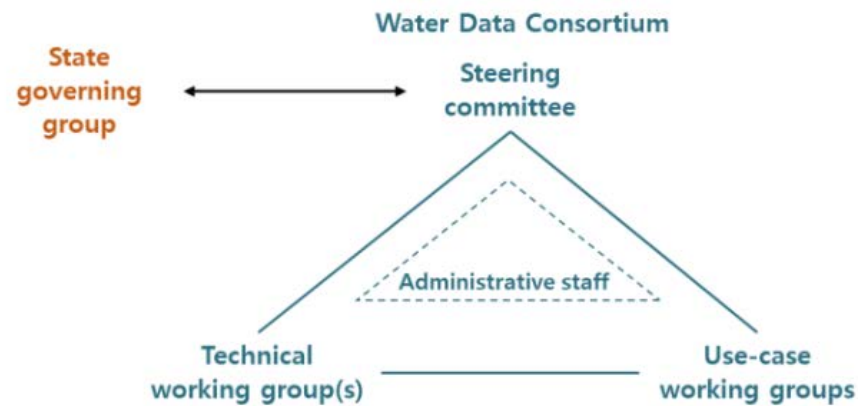 Water Data Consortium
State
governing
group
Steering
committee
Administrative staff
Technical
working group(s)
Use-case
working groups